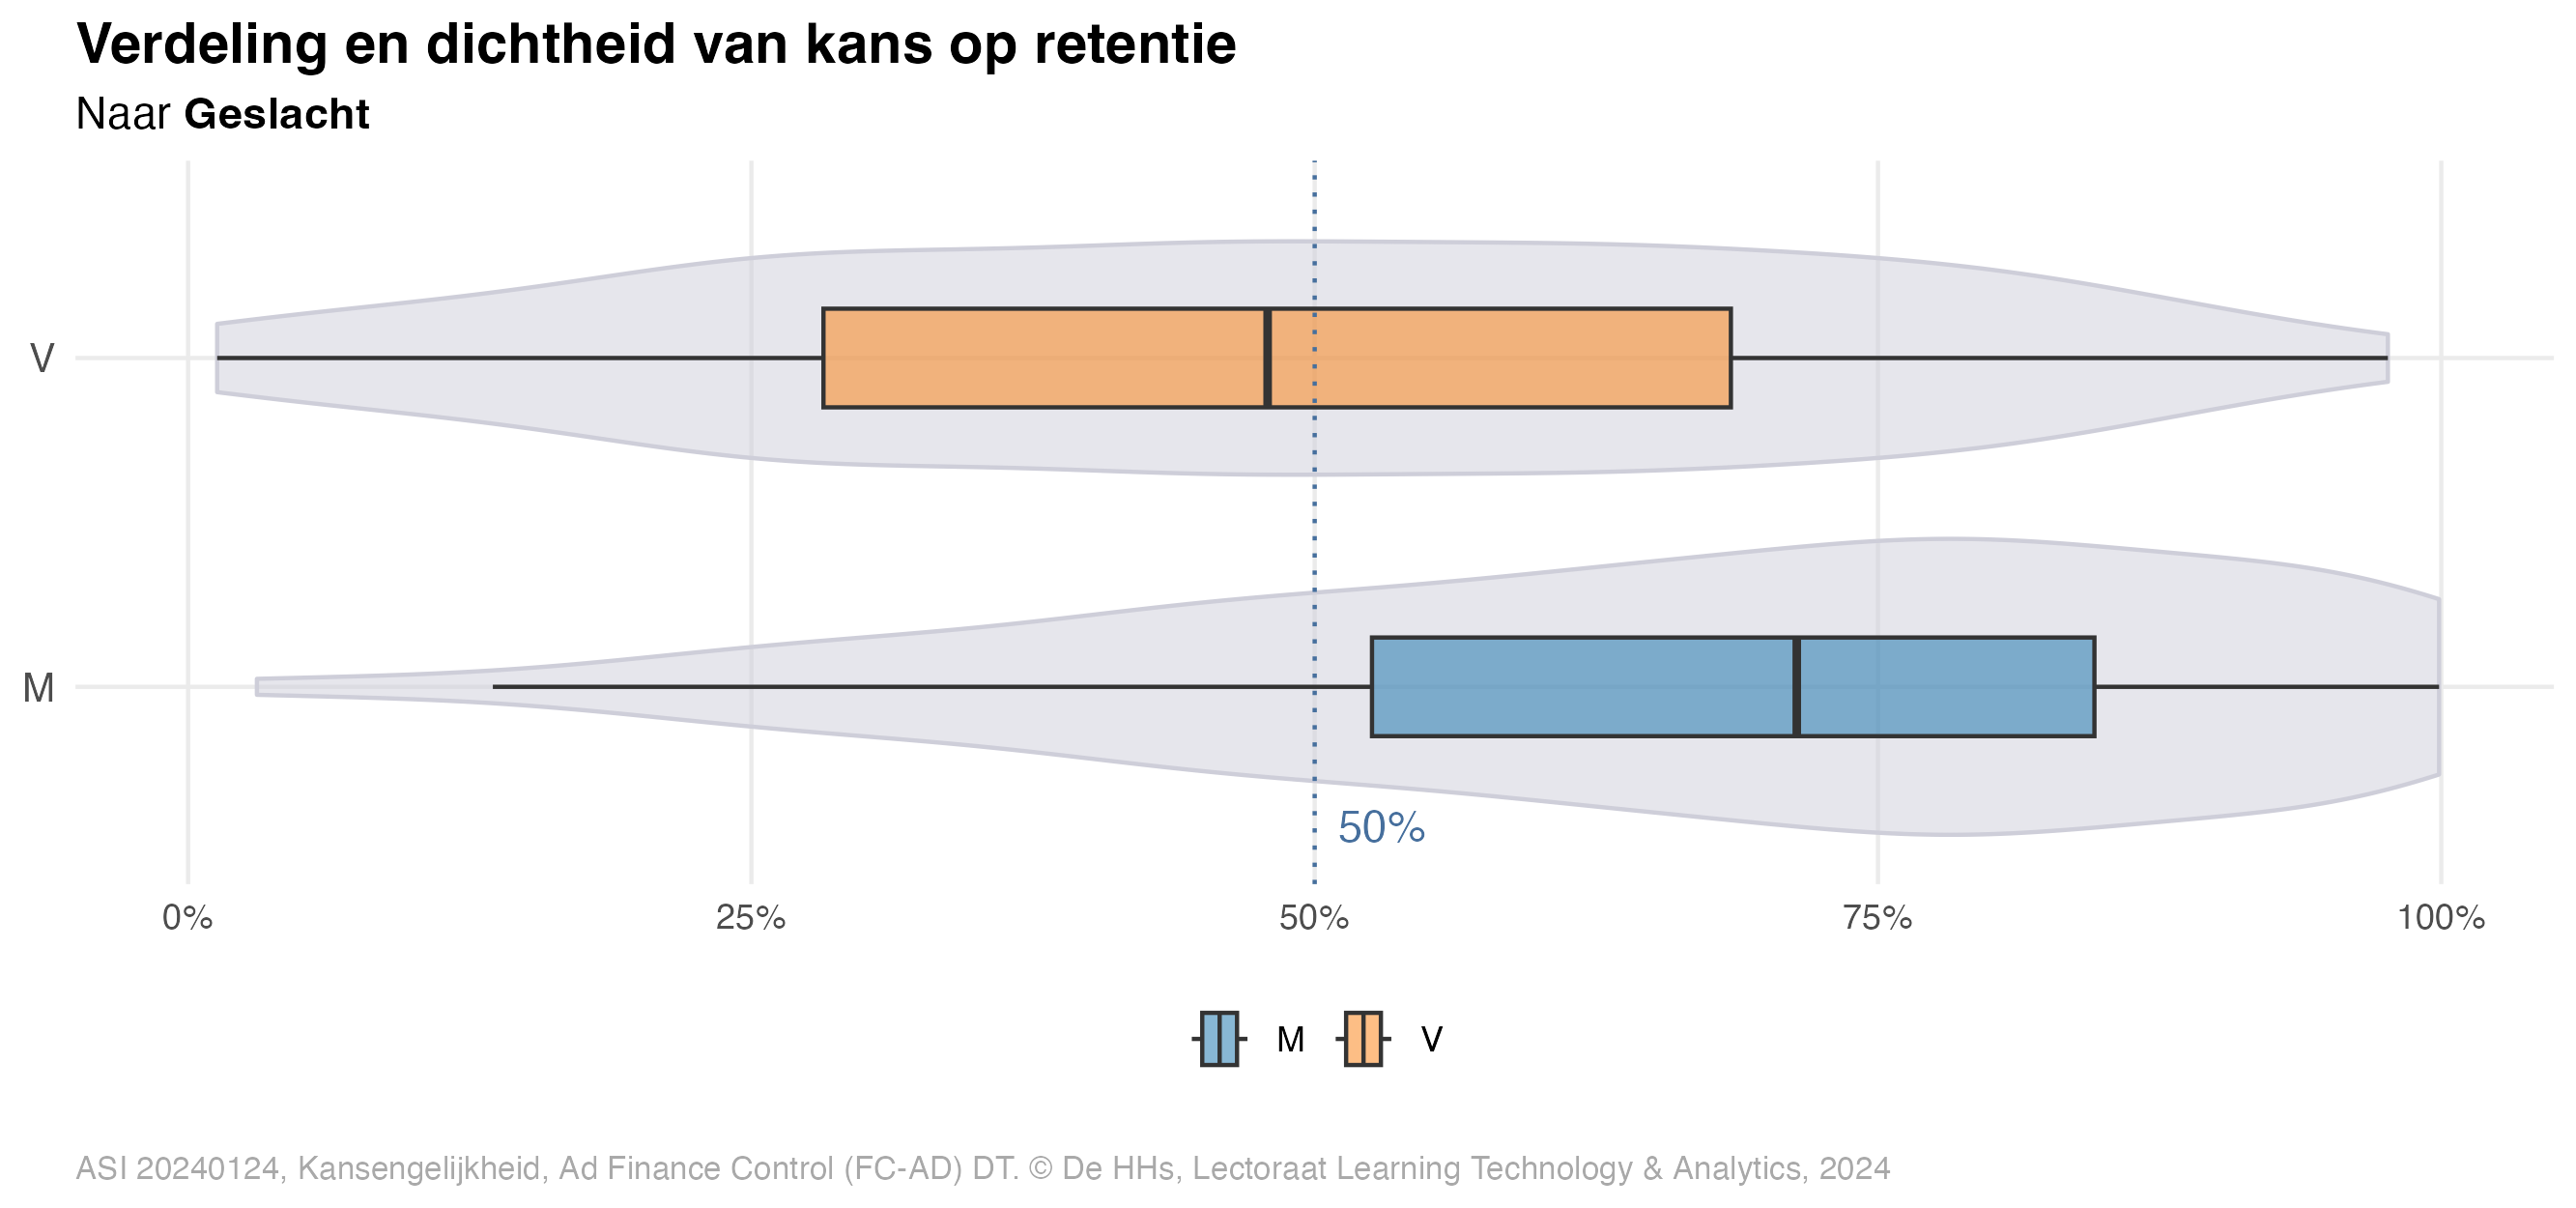 Verdeling en dichtheid van kans op retentie
Naar Geslacht
V
M
50%
0% 25% 50% 75% 100%
M V
ASI 20240124, Kansengelijkheid, Ad Finance Control (FC-AD) DT. © De HHs, Lectoraat Learning Technology & Analytics, 2024